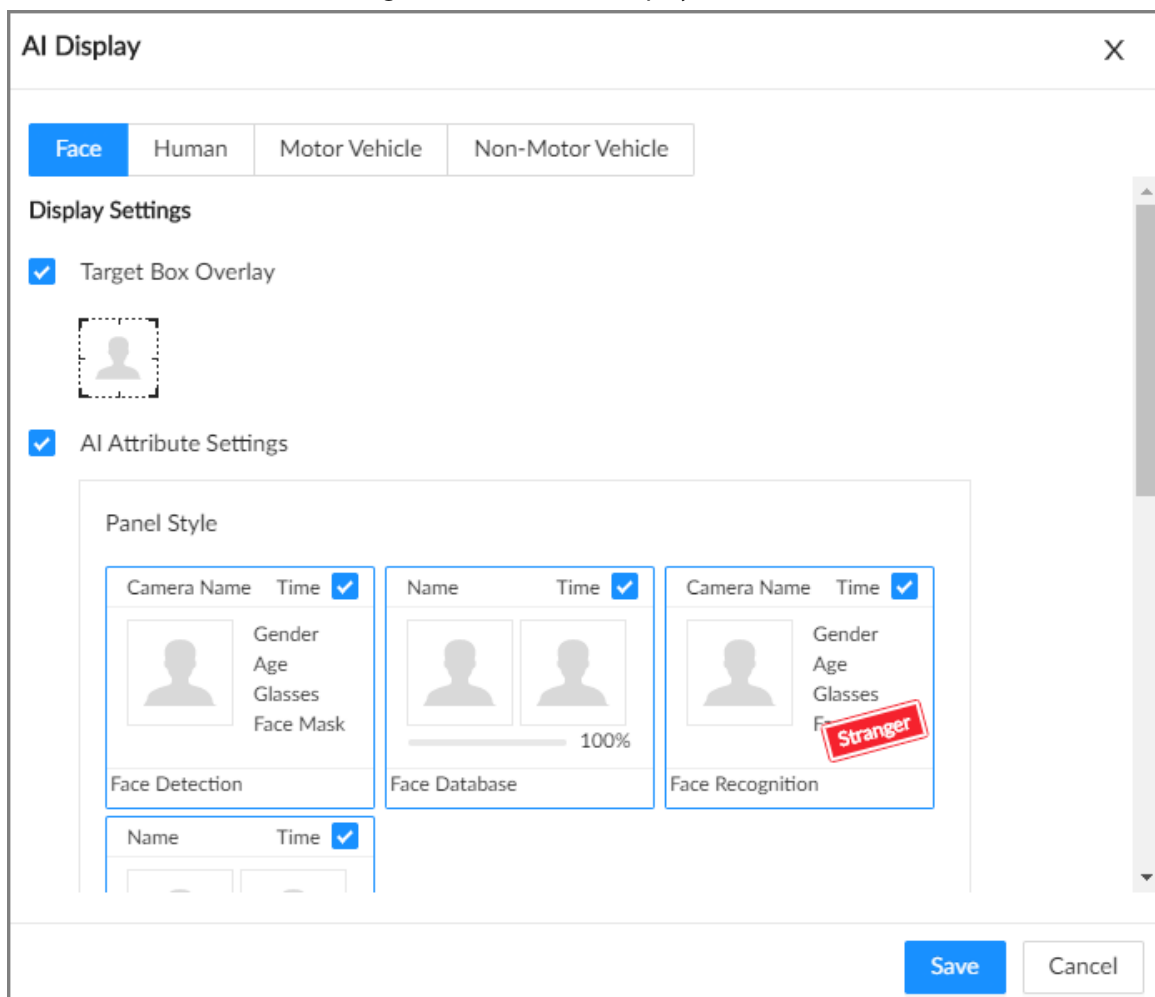 AI Display
X
Face Human Motor Vehicle Non-Motor Vehicle
Display Settings
Target Box Overlay
AI Attribute Settings
Panel Style
Camera Name Time
Gender
Age
Glasses
Face Mask
Face Detection
Name Time
100%
Face Database
Camera Name Time
Gender
Age
Glasses
Stranger
Face Recognition
Name Time
Save Cancel